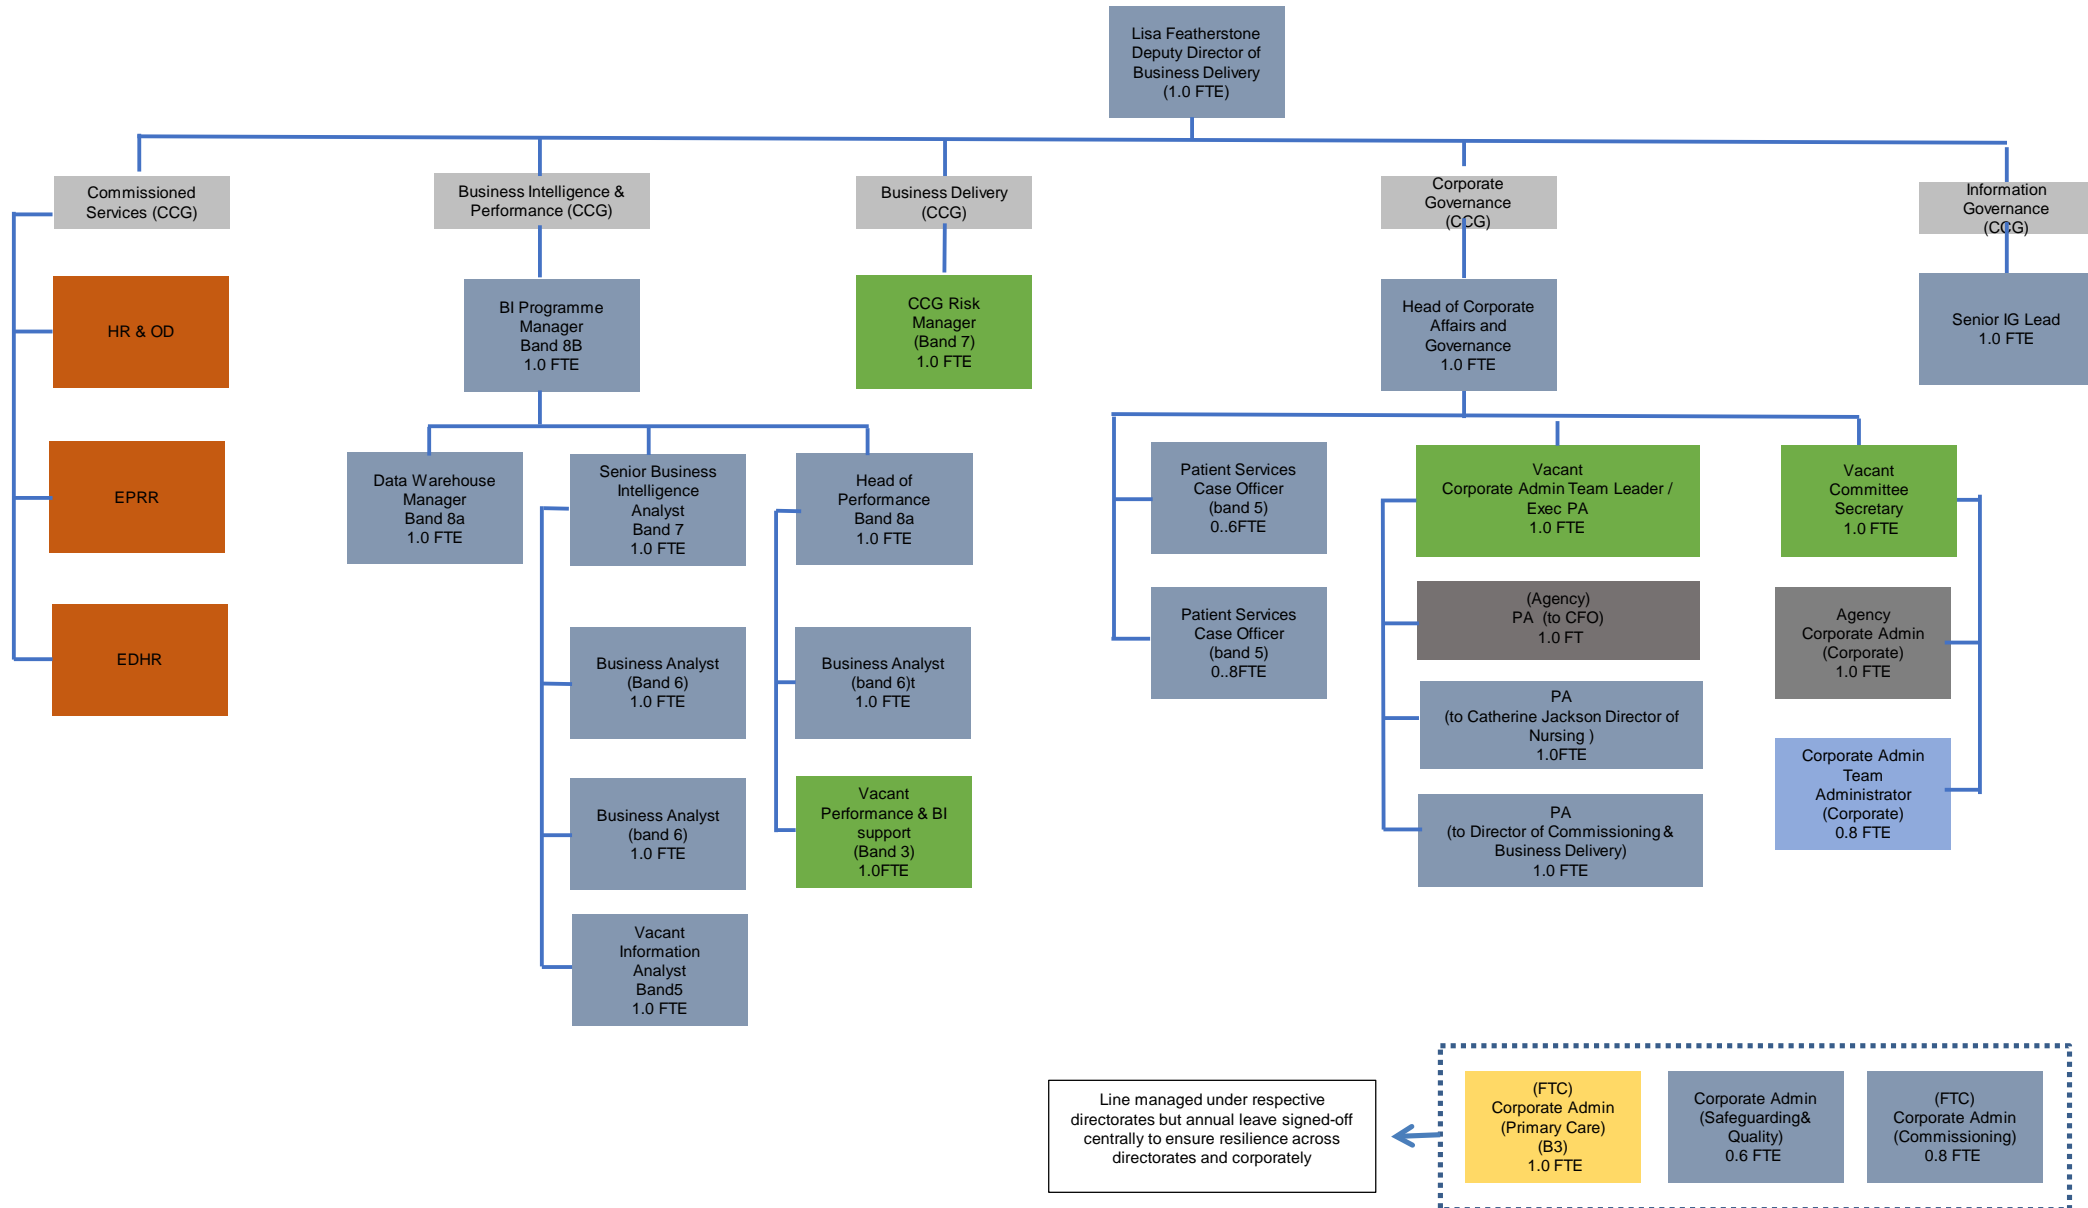 Lisa Featherstone
Deputy Director of
Business Delivery
(1.0 FTE)
Commissioned
Services (CCG)
Business Intelligence &
Performance (CCG)
Business Delivery
(CCG)
Corporate
Governance
(CCG)
Information
Governance
(CCG)
HR & OD
EPRR
EDHR
BI Programme
Manager
Band 8B
1.0 FTE
CCG Risk
Manager
(Band 7)
1.0 FTE
Head of Corporate
Affairs and
Governance
1.0 FTE
Senior IG Lead
1.0 FTE
Data Warehouse
Manager
Band 8a
1.0 FTE
Senior Business
Intelligence
Analyst
Band 7
1.0 FTE
Head of
Performance
Band 8a
1.0 FTE
Business Analyst
(Band 6)
1.0 FTE
Business Analyst
(band 6)t
1.0 FTE
Business Analyst
(band 6)
1.0 FTE
Vacant
Performance & BI
support
(Band 3)
1.0FTE
Vacant
Information
Analyst
Band5
1.0 FTE
Patient Services
Case Officer
(band 5)
0..6FTE
Patient Services
Case Officer
(band 5)
0..8FTE
Vacant
Corporate Admin Team Leader /
Exec PA
1.0 FTE
(Agency)
PA (to CFO)
1.0 FT
PA
(to Catherine Jackson Director of
Nursing )
1.0FTE
PA
(to Director of Commissioning &
Business Delivery)
1.0 FTE
Vacant
Committee
Secretary
1.0 FTE
Agency
Corporate Admin
(Corporate)
1.0 FTE
Corporate Admin
Team
Administrator
(Corporate)
0.8 FTE
Line managed under respective
directorates but annual leave signed-off
centrally to ensure resilience across
directorates and corporately
(FTC)
Corporate Admin
(Primary Care)
(B3)
1.0 FTE
Corporate Admin
(Safeguarding&
Quality)
0.6 FTE
(FTC)
Corporate Admin
(Commissioning)
0.8 FTE